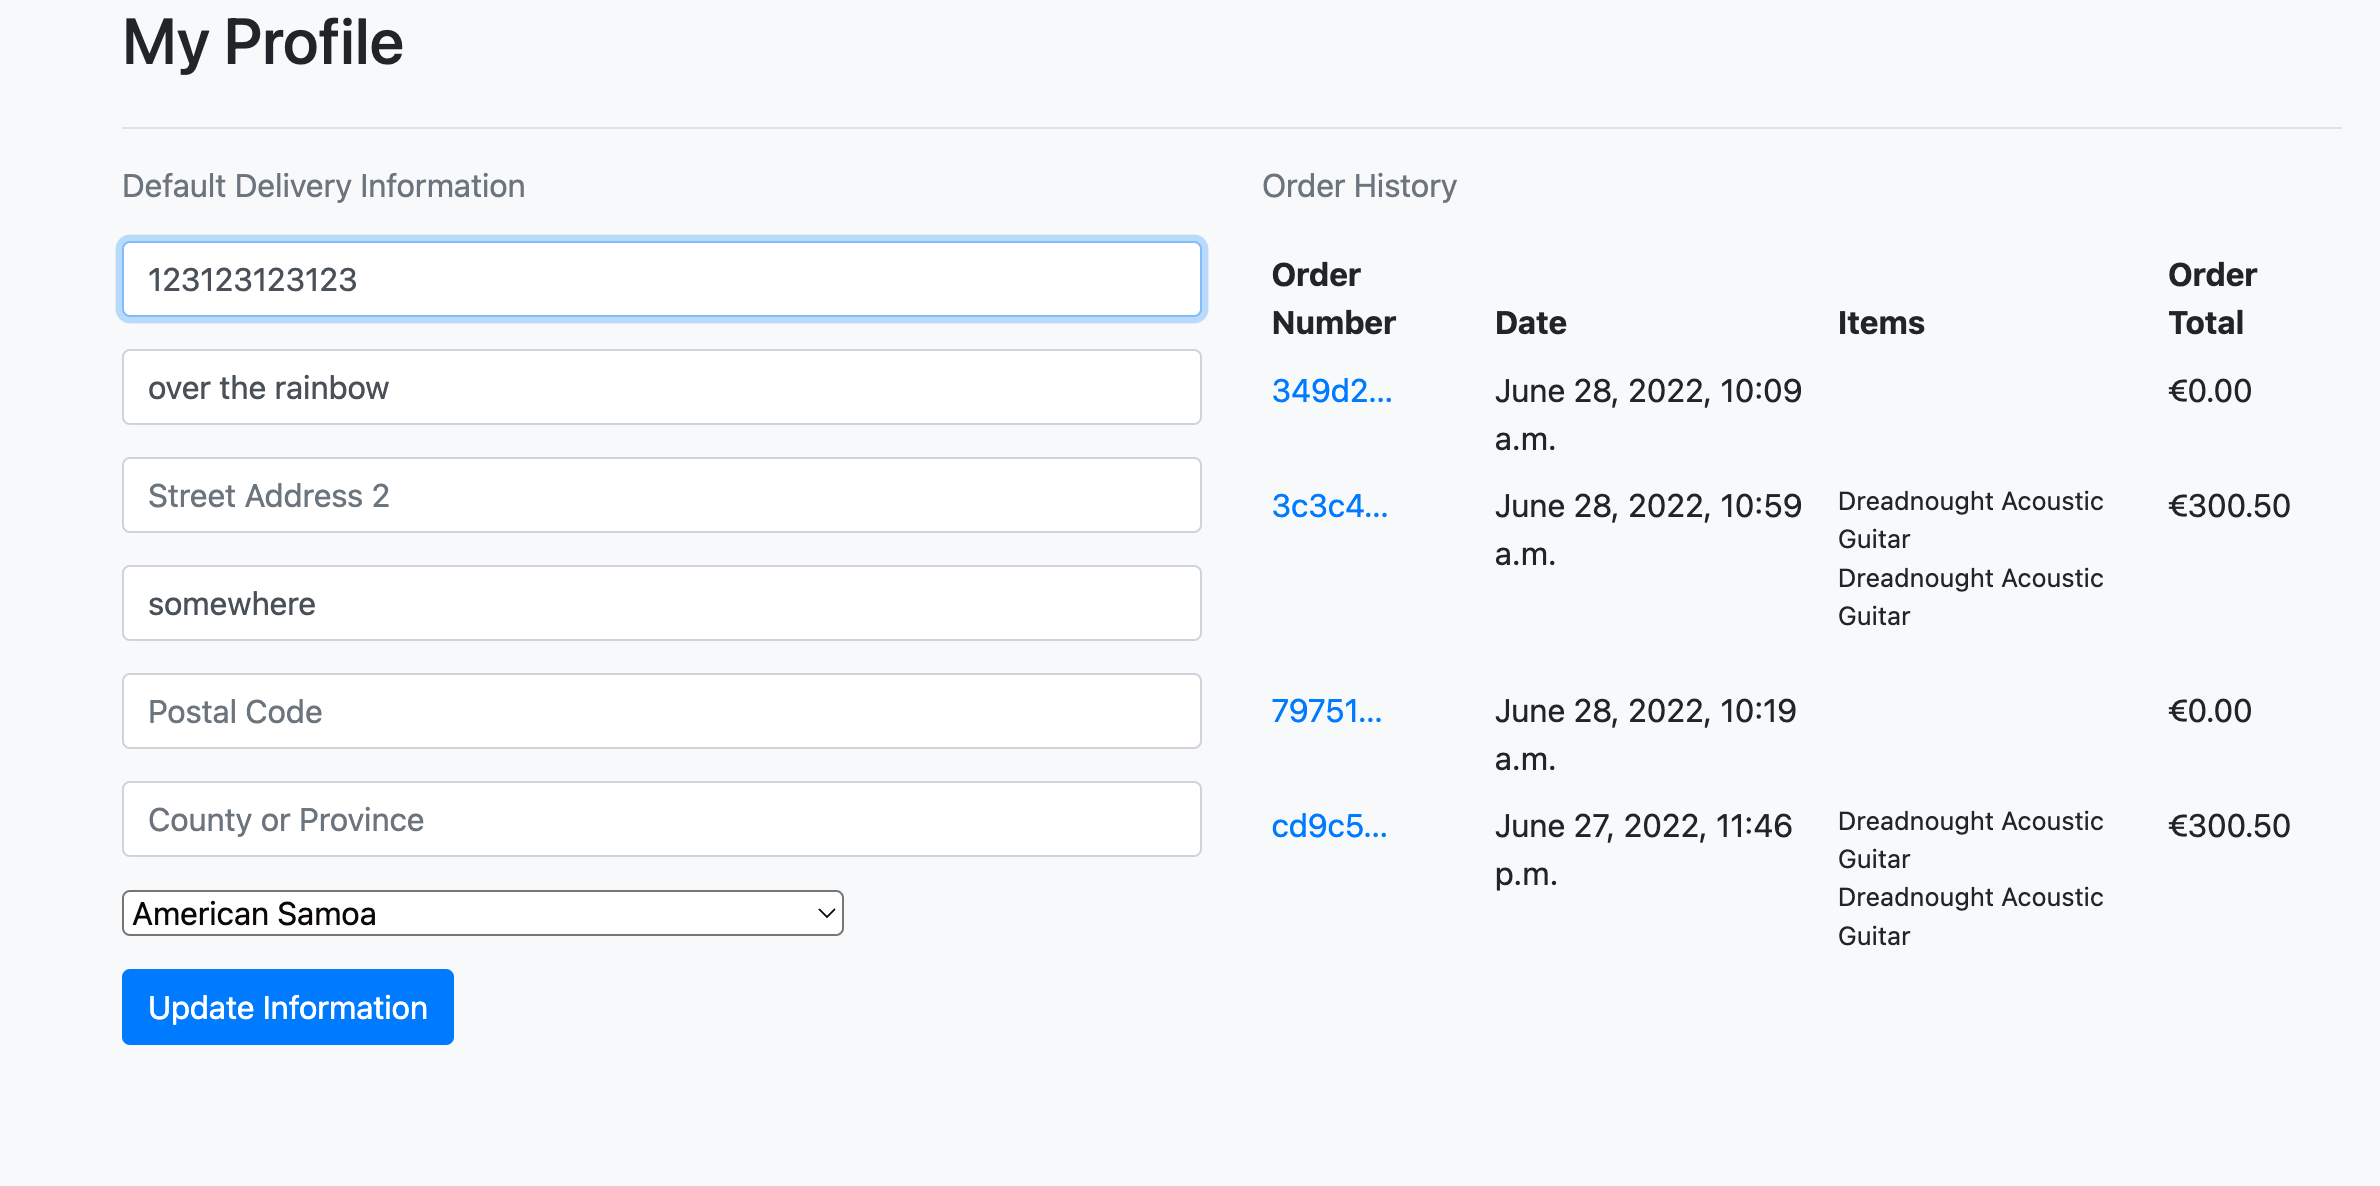 My Profile
Default Delivery Information
123123123123
over the rainbow
Street Address 2
somewhere
Postal Code
County or Province
American Samoa
Update Information
Order History
Order
Number
Date
Items
Order
Total
349d2...
June 28, 2022, 10:09
a.m.
€0.00
3c3c4...
June 28, 2022, 10:59
a.m.
Dreadnought Acoustic
Guitar
Dreadnought Acoustic
Guitar
€300.50
79751...
June 28, 2022, 10:19
a.m.
€0.00
cd9c5...
June 27, 2022, 11:46
p.m.
Dreadnought Acoustic
Guitar
Dreadnought Acoustic
Guitar
€300.50